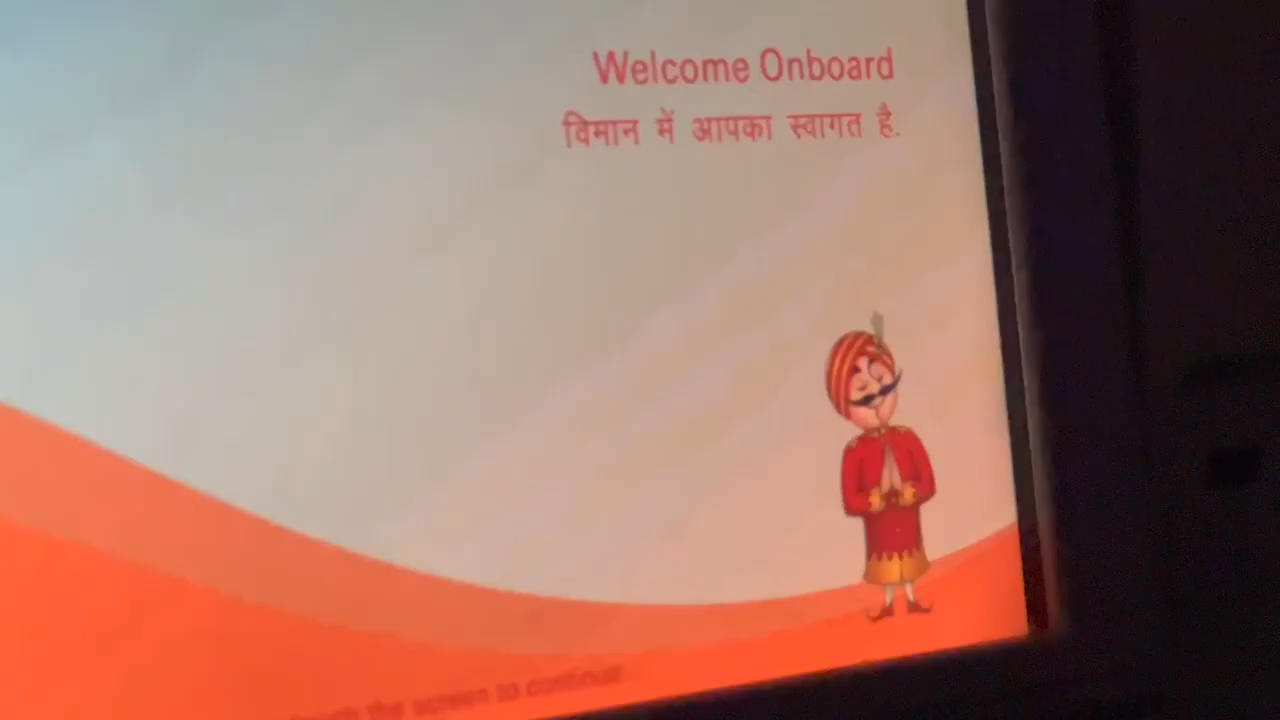 Welcome Onboard
विमान में आपका स्वागत है.
the screen to continue